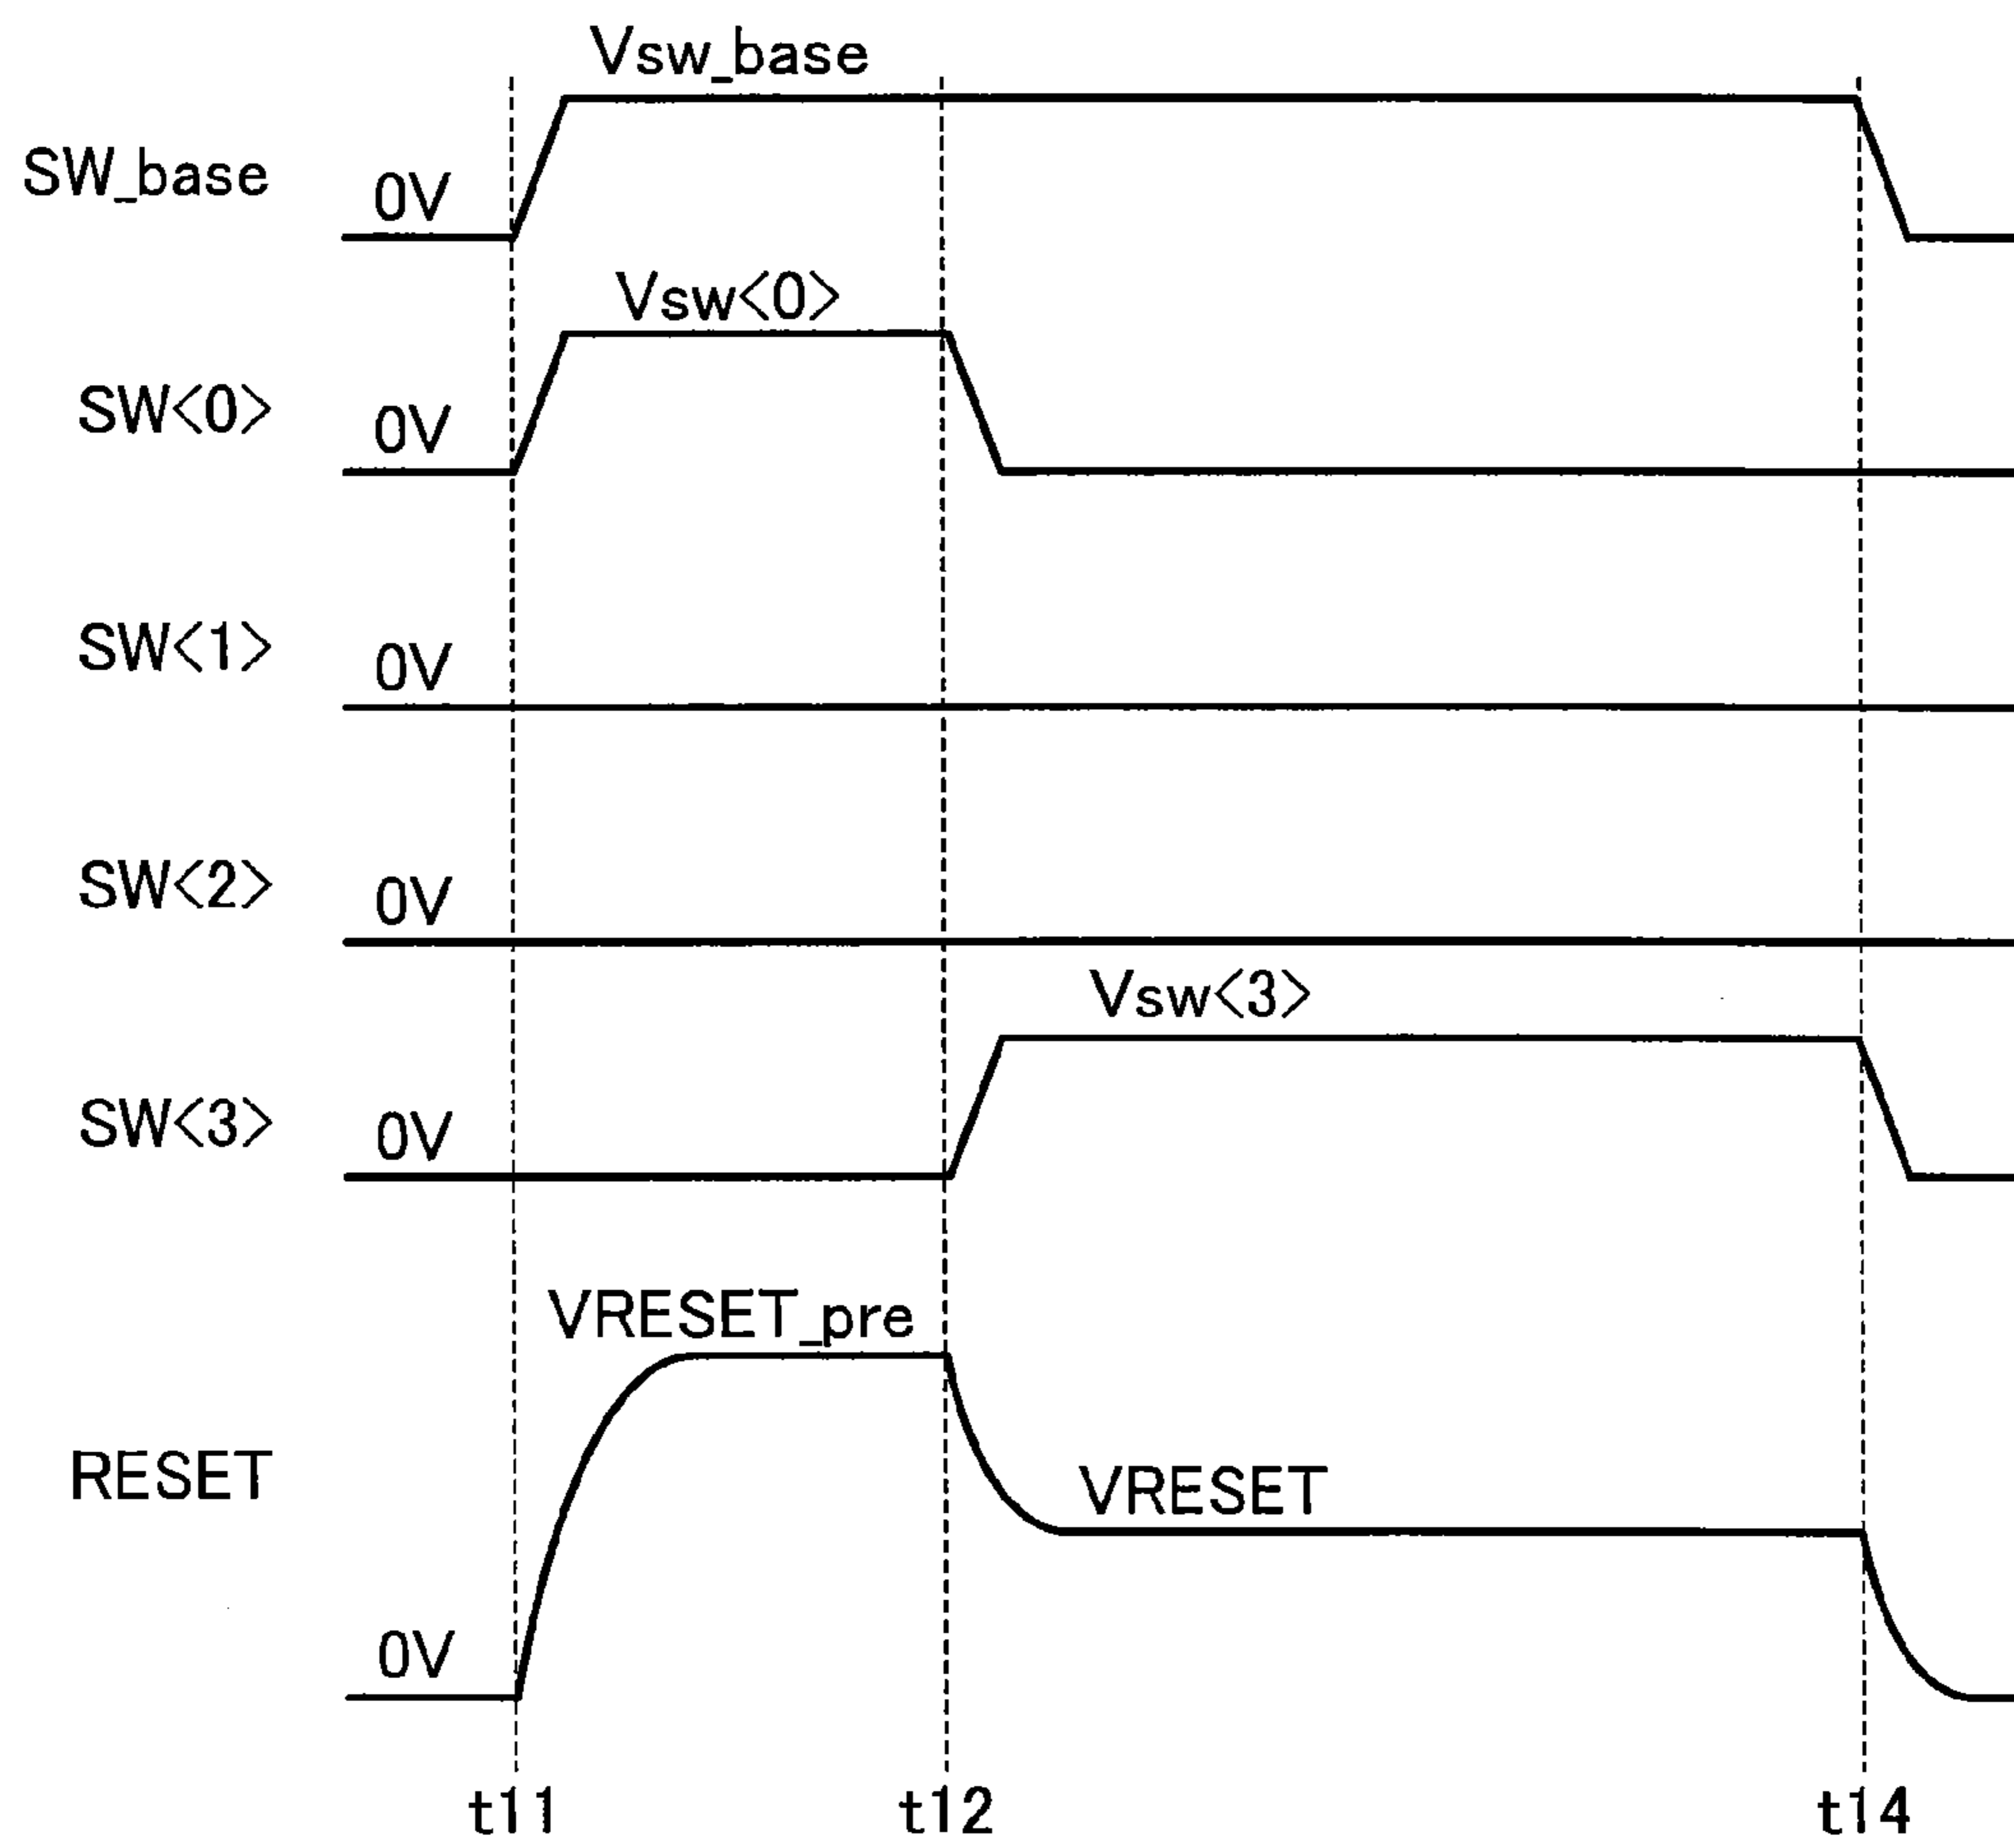 Vsw_base
SW_base 0V
Vsw<0>
SW<0> 0V
SW<1> 0V
SW<2> 0V
Vsw<3>
SW<3> 0V
VRESET_pre
RESET VRESET
0V
t11 t12 t14